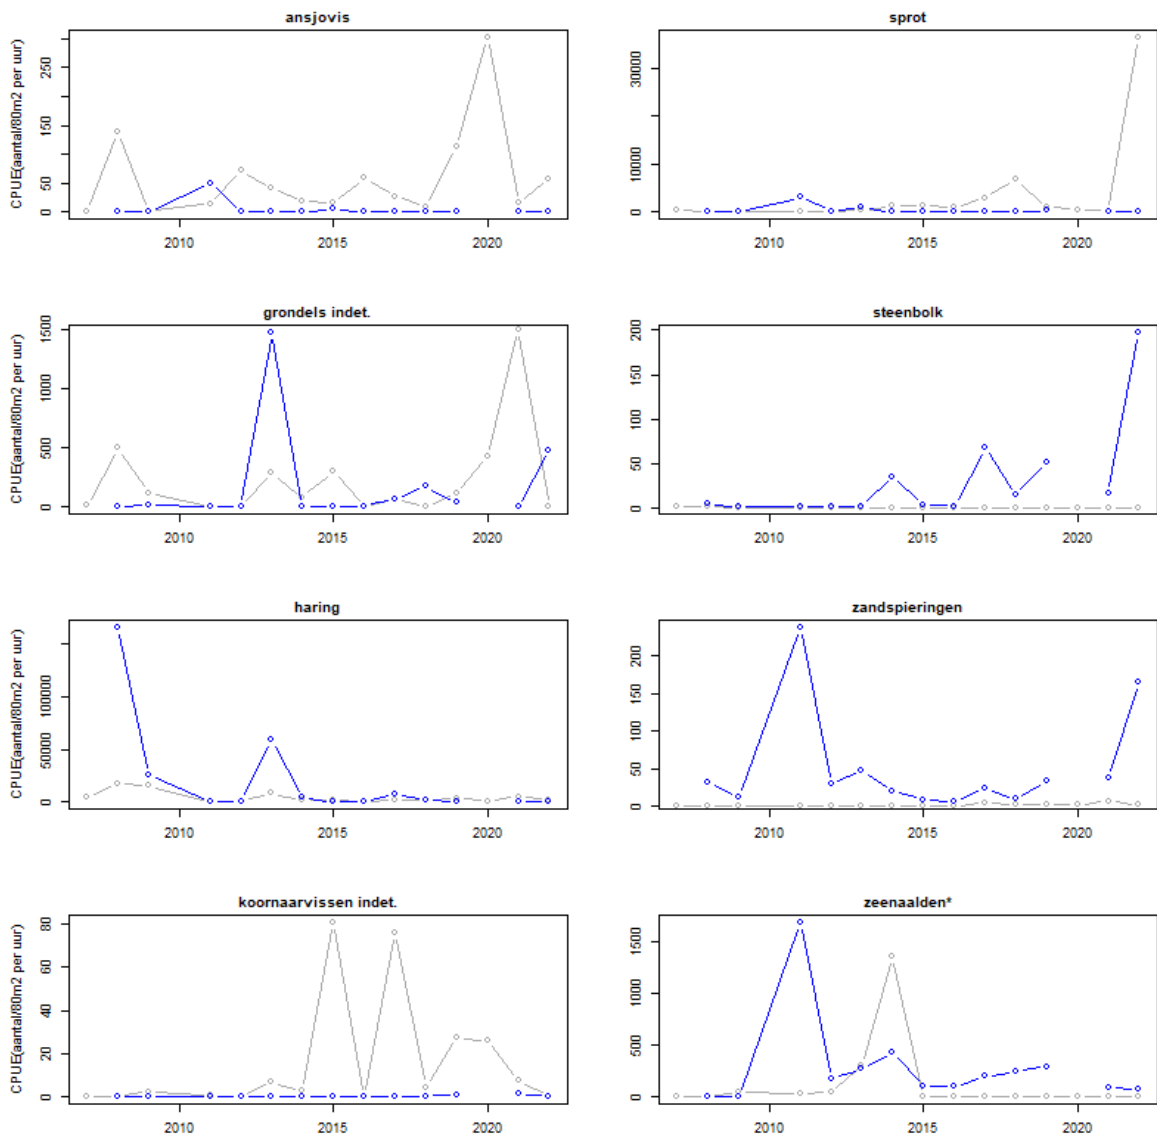 ansjovis
CPUE(aantal/80m2 per uur)
0 50 150 250
2010 2015 2020
sprot
0 10000 30000
2010 2015 2020
grondels indet.
CPUE(aantal/80m2 per uur)
0 500 1000 1500
2010 2015 2020
steenbolk
0 50 100 150 200
2010 2015 2020
haring
CPUE(aantal/80m2 per uur)
0 50000 100000
2010 2015 2020
zandspieringen
0 50 100 150 200
2010 2015 2020
koornaarvissen indet.
CPUE(aantal/80m2 per uur)
0 20 40 60 80
2010 2015 2020
zeenaalden*
0 500 1000 1500
2010 2015 2020